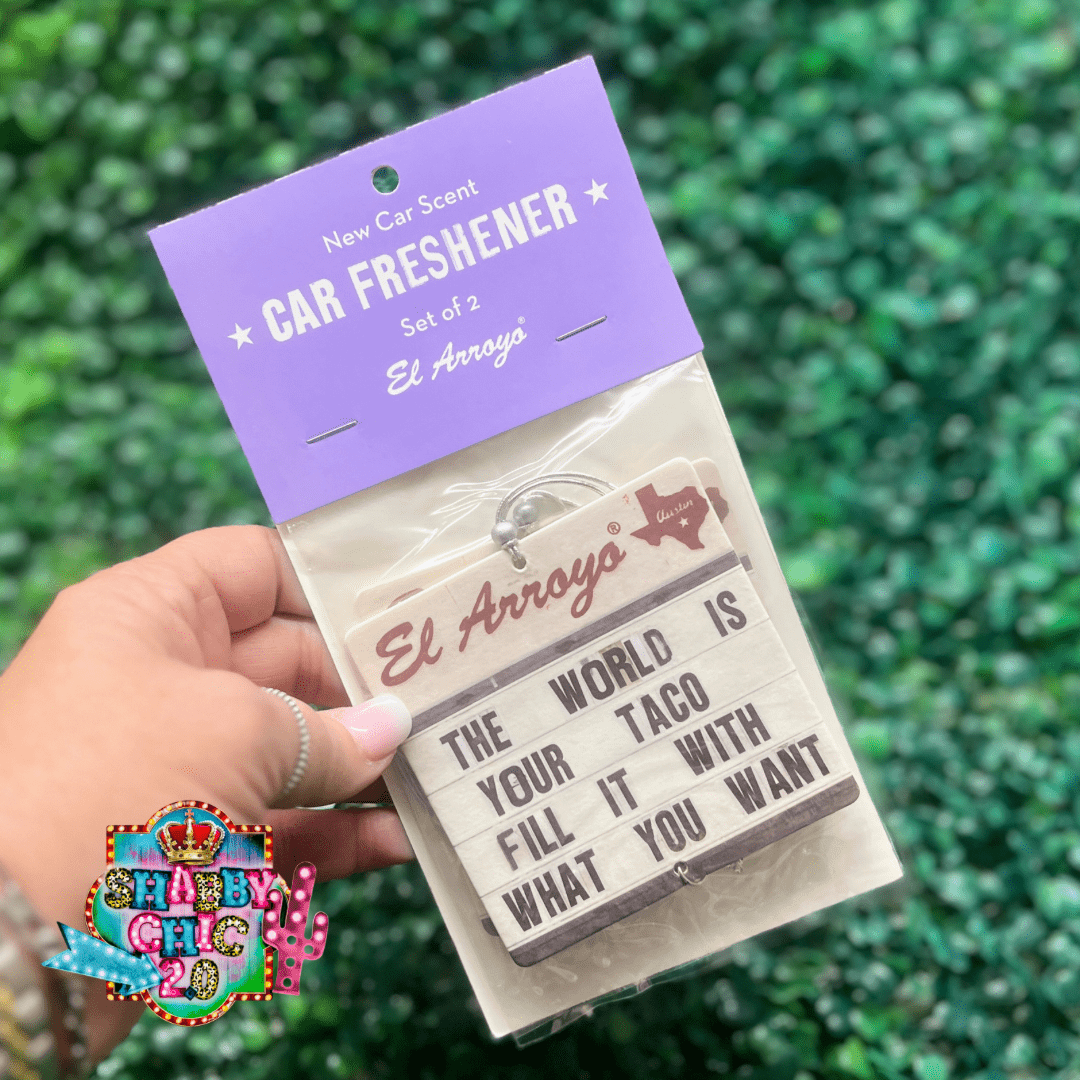 New Car Scent
CAR FRESHENER
Set of 2
El Arroyo®
El Arroyo®
Austin
THE WORLD IS
YOUR TACO
FILL IT WITH
WHAT YOU WANT
SHABBY
CHIC
2.0